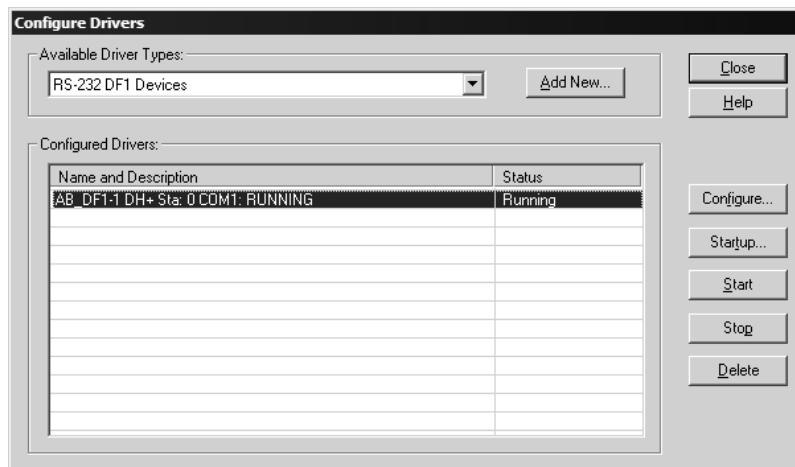 Configure Drivers
Available Driver Types:
RS-232 DF1 Devices
Add New...
Close
Help
Configured Drivers:
Name and Description Status
AB_DF1-1 DH+ Sta: 0 COM1: RUNNING Running
Configure...
Startup...
Start
Stop
Delete